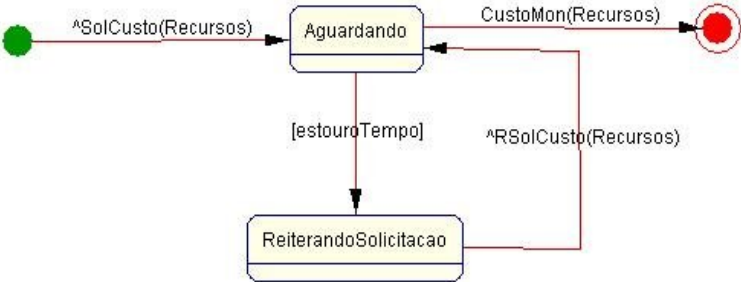 ^SolCusto(Recursos)
Aguardando
CustoMon(Recursos)
[estouroTempo]
^RSolCusto(Recursos)
ReiterandoSolicitacao